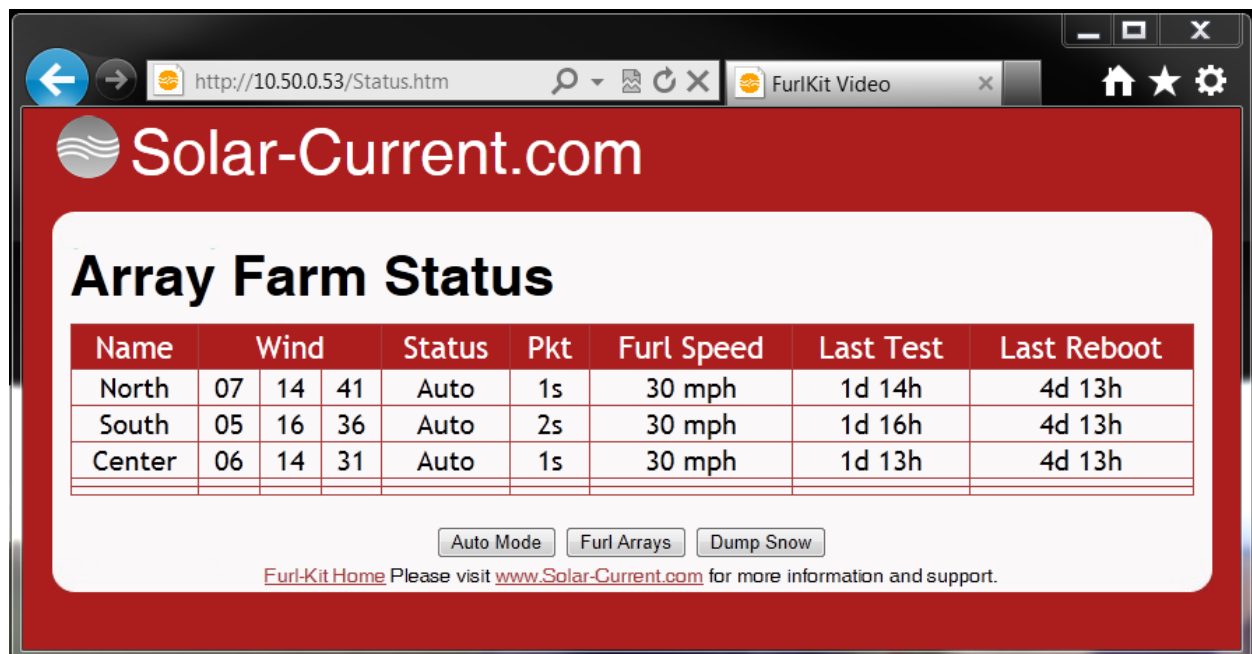 X
http://10.50.0.53/Status.htm FurlKit Video
Solar-Current.com
Array Farm Status
Name Wind Status Pkt Furl Speed Last Test Last Reboot
North 07 14 41 Auto 1s 30 mph 1d 14h 4d 13h
South 05 16 36 Auto 2s 30 mph 1d 16h 4d 13h
Center 06 14 31 Auto 1s 30 mph 1d 13h 4d 13h
Auto Mode Furl Arrays Dump Snow
Furl-Kit Home Please visit www.Solar-Current.com for more information and support.